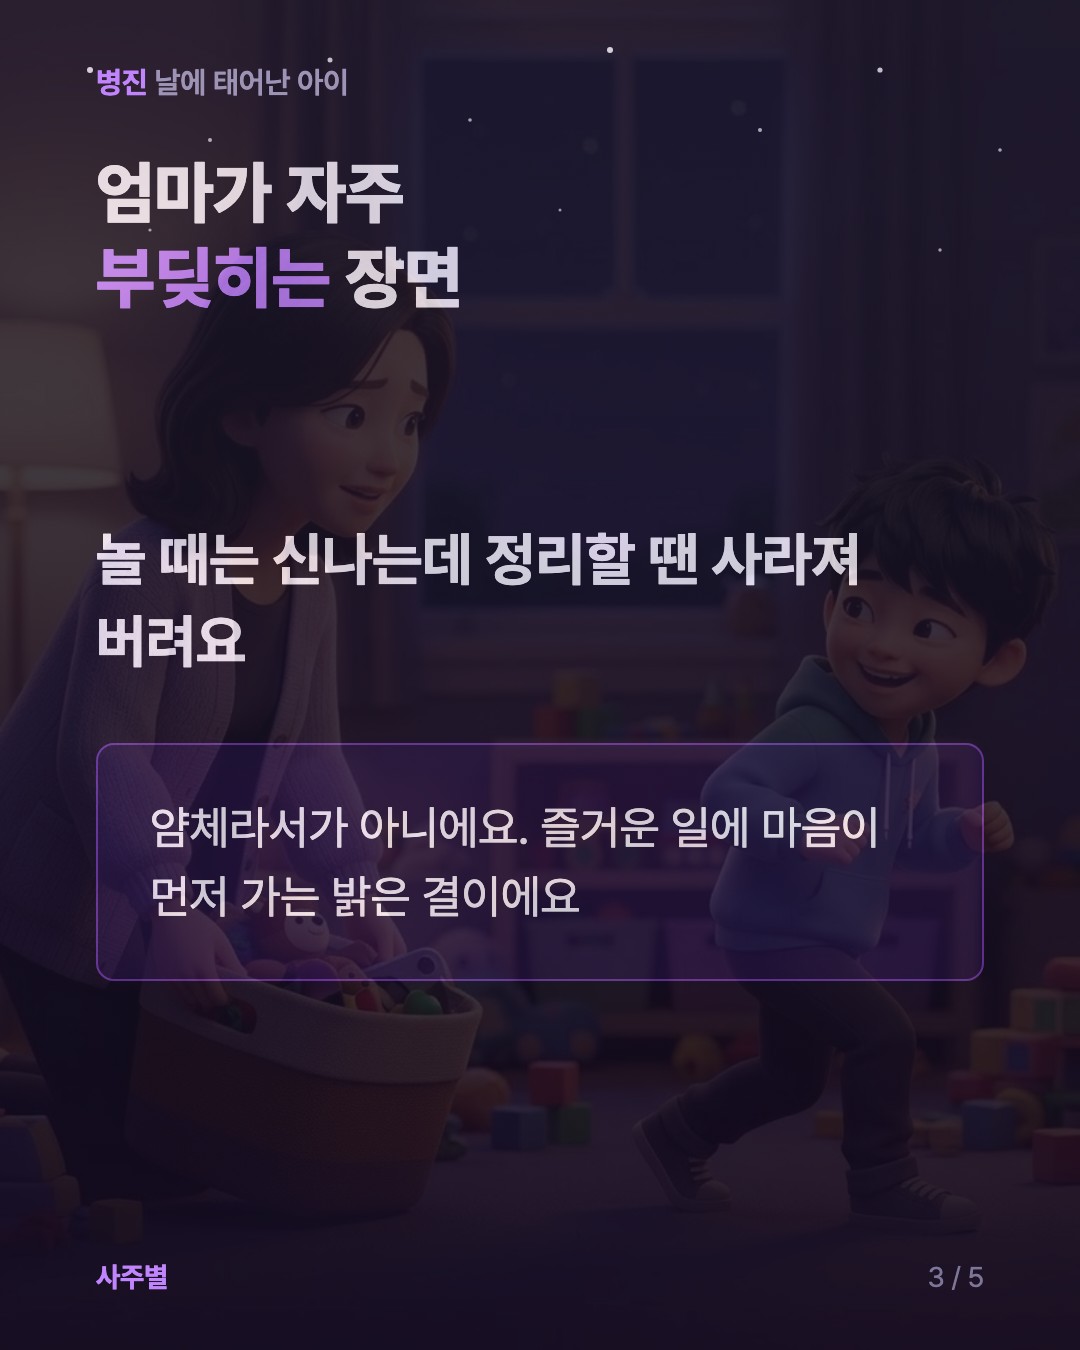 병진 날에 태어난 아이
엄마가 자주
부딪히는 장면
놀 때는 신나는데 정리할 땐 사라져
버려요
얌체라서가 아니에요. 즐거운 일에 마음이
먼저 가는 밝은 결이에요
사주별
3 / 5